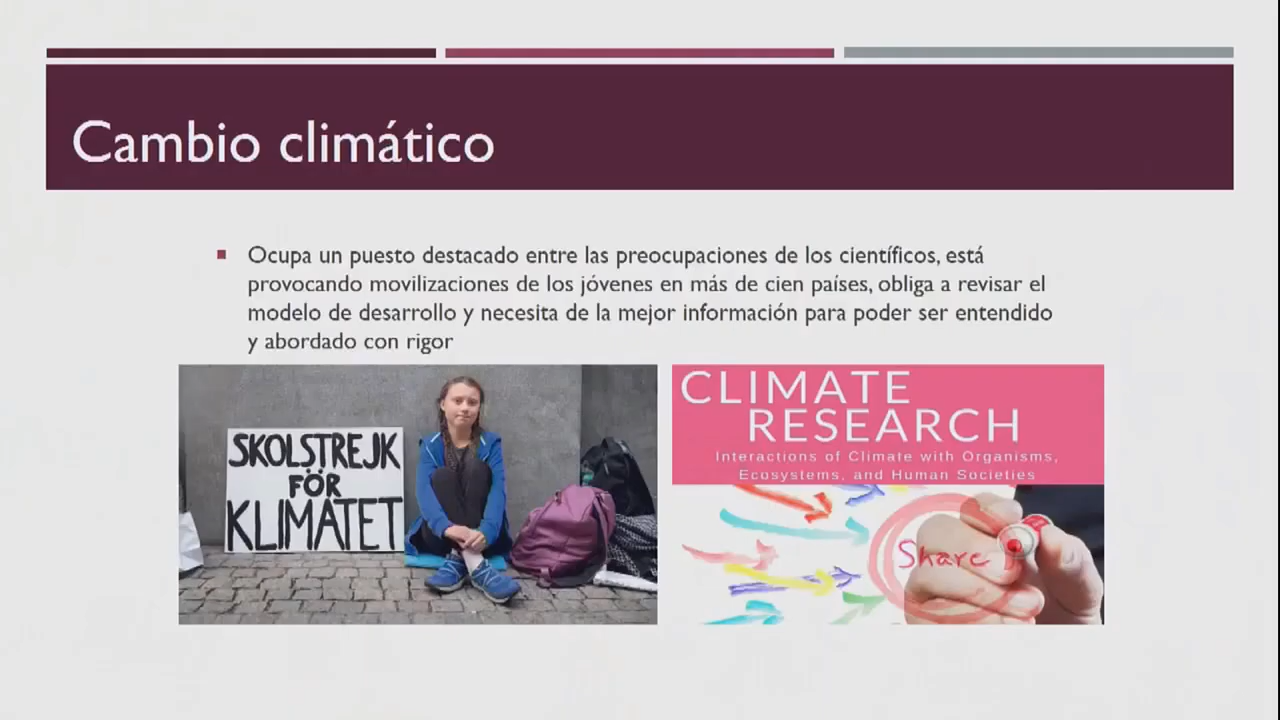 Cambio climático
Ocupa un puesto destacado entre las preocupaciones de los científicos, está
provocando movilizaciones de los jóvenes en más de cien países, obliga a revisar el
modelo de desarrollo y necesita de la mejor información para poder ser entendido
y abordado con rigor
SKOLSTREJK
FÖR
KLIMATET
CLIMATE
RESEARCH
Interactions of Climate with Organisms,
Ecosystems, and Human Societies
Share